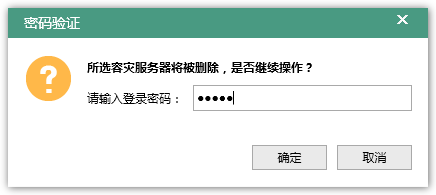 密码验证
所选容灾服务器将被删除，是否继续操作？
请输入登录密码： •••••
确定 取消